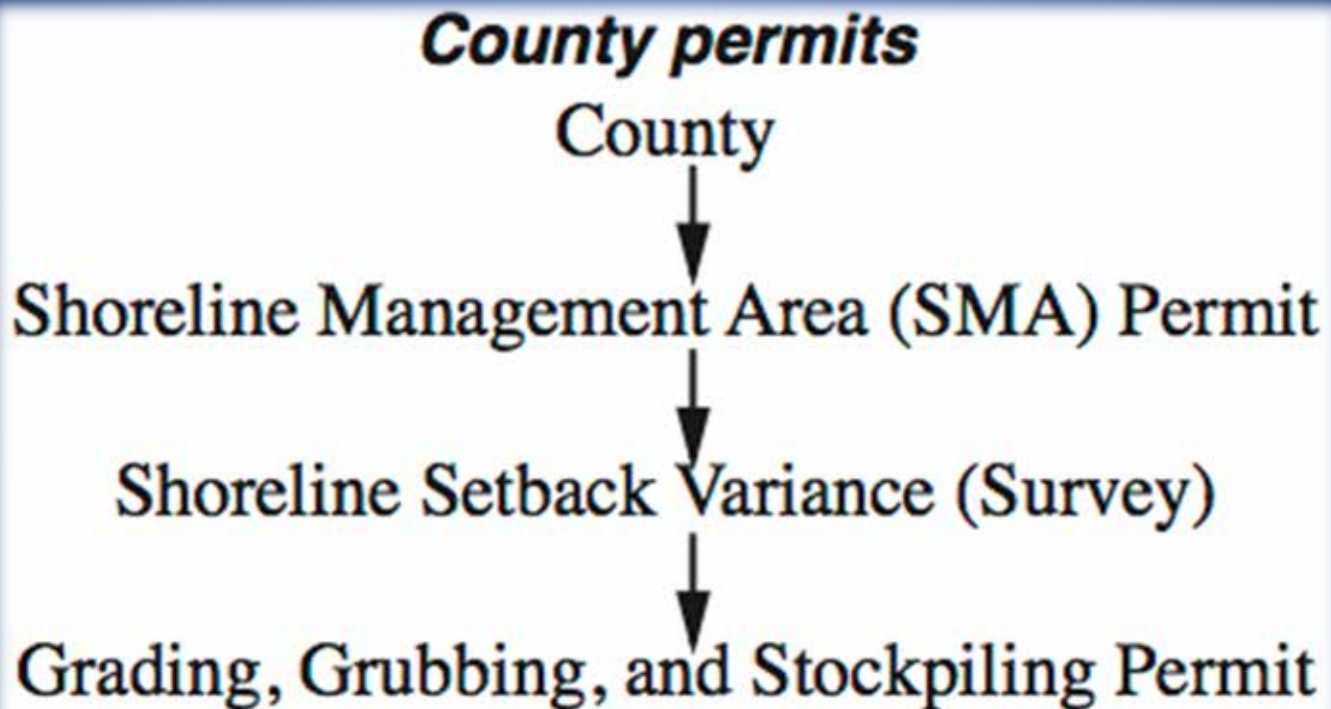 County permits
County
Shoreline Management Area (SMA) Permit
Shoreline Setback Variance (Survey)
Grading, Grubbing, and Stockpiling Permit